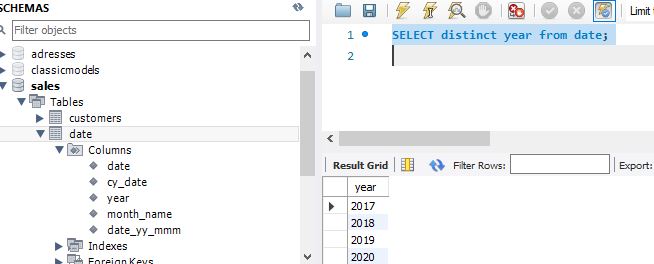 SCHEMAS
Filter objects
adresses
classicmodels
sales
Tables
customers
date
Columns
date
cy_date
year
month_name
date_yy_mmm
Indexes
Foreign Keys
Limit to
1 SELECT distinct year from date;
2
Result Grid Filter Rows: Export:
year
2017
2018
2019
2020